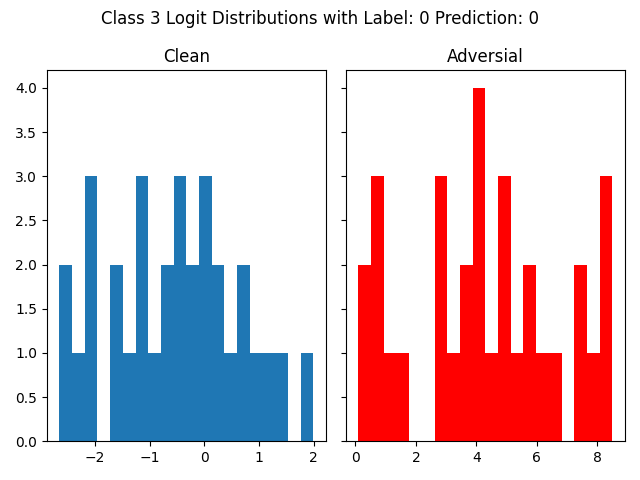 Class 3 Logit Distributions with Label: 0 Prediction: 0
Clean
Adversial
4.0
3.5
3.0
2.5
2.0
1.5
1.0
0.5
0.0
−2 −1 0 1 2
0 2 4 6 8